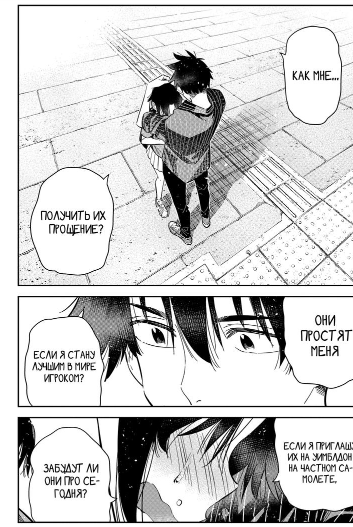 КАК МНЕ...
ПОЛУЧИТЬ ИХ
ПРОЩЕНИЕ?
ЕСЛИ Я СТАНУ
ЛУЧШИМ В МИРЕ
ИГРОКОМ?
ОНИ
ПРОСТЯТ
МЕНЯ
ЕСЛИ Я ПРИГЛАШУ
ИХ НА УИМБЛДОН
НА ЧАСТНОМ СА-
МОЛЕТЕ,
ЗАБУДУТ ЛИ
ОНИ ПРО СЕ-
ГОДНЯ?